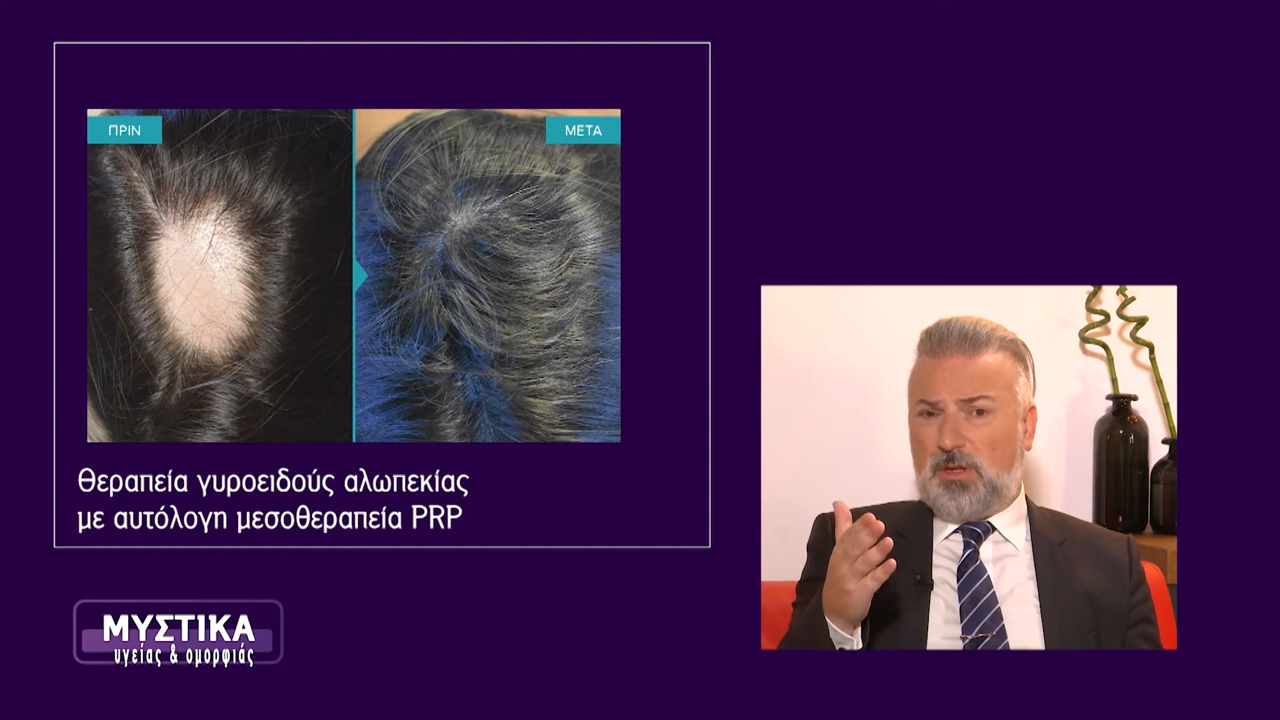 ΠΡΙΝ
ΜΕΤΑ
Θεραπεία γυροειδούς αλωπεκίας
με αυτόλογη μεσοθεραπεία PRP
ΜΥΣΤΙΚΑ
υγείας & ομορφιάς